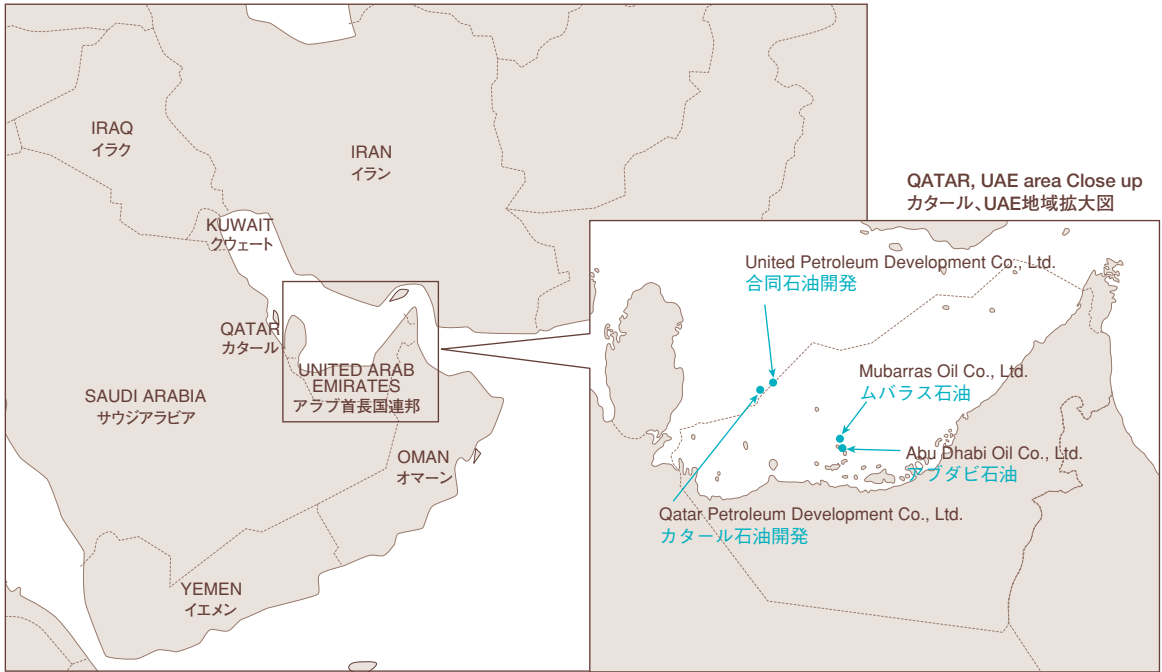 IRAQ
イラク
IRAN
イラン
KUWAIT
クウェート
QATAR
カタール
UNITED ARAB
EMIRATES
アラブ首長国連邦
SAUDI ARABIA
サウジアラビア
OMAN
オマーン
YEMEN
イエメン
QATAR, UAE area Close up
カタール、UAE地域拡大図
United Petroleum Development Co., Ltd.
合同石油開発
Mubarras Oil Co., Ltd.
ムバラス石油
Abu Dhabi Oil Co., Ltd.
アブダビ石油
Qatar Petroleum Development Co., Ltd.
カタール石油開発